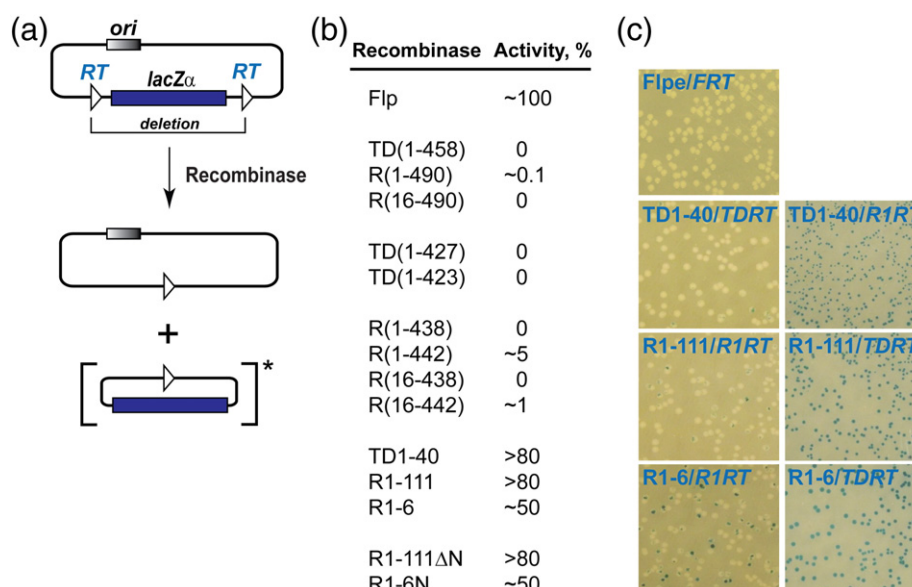 (a)
ori
RT
lacZα
RT
deletion
Recombinase
+
*
(b)
Recombinase Activity, %
Flp ~100
TD(1-458) 0
R(1-490) ~0.1
R(16-490) 0
TD(1-427) 0
TD(1-423) 0
R(1-438) 0
R(1-442) ~5
R(16-438) 0
R(16-442) ~1
TD1-40 >80
R1-111 >80
R1-6 ~50
R1-111ΔN >80
R1-6N ~50
(c)
Flpe/FRT
TD1-40/TDRT TD1-40/R1RT
R1-111/R1RT R1-111/TDRT
R1-6/R1RT R1-6/TDRT